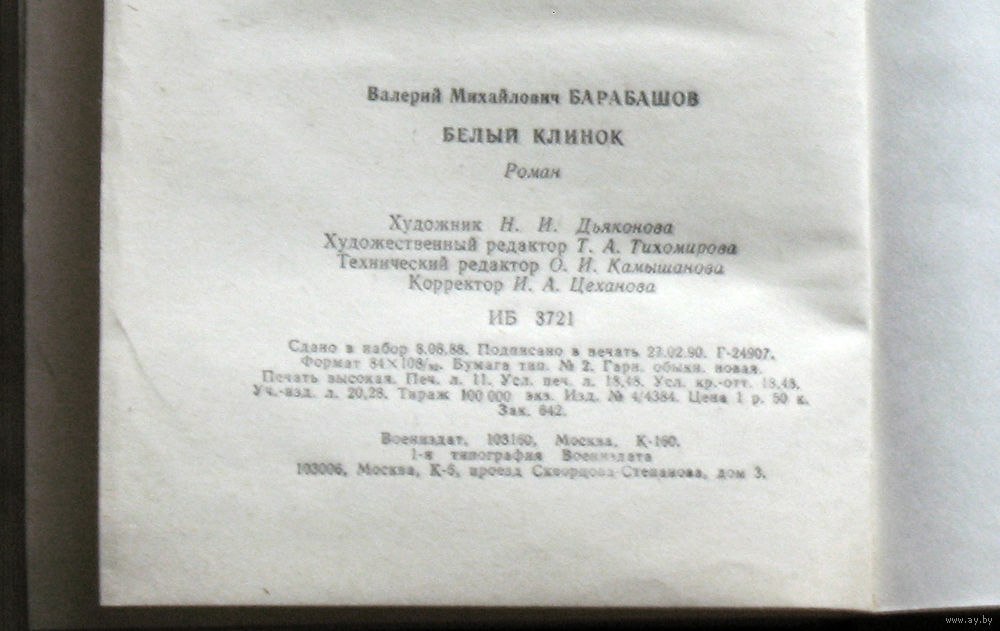 Валерий Михайлович БАРАБАШОВ
БЕЛЫЙ КЛИНОК
Роман
Художник Н. И. Дьяконова
Художественный редактор Т. А. Тихомирова
Технический редактор О. И. Камышанова
Корректор И. А. Цеханова
ИБ 3721
Сдано в набор 8.08.88. Подписано в печать 27.02.90. Г-24907.
Формат 84×108/₃₂. Бумага тип. № 2. Гарн. обыкн. новая.
Печать высокая. Печ. л. 11. Усл. печ. л. 18,48. Усл. кр.-отт. 18,48.
Уч.-изд. л. 20,28. Тираж 100 000 экз. Изд. № 4/4384. Цена 1 р. 50 к.
Зак. 642.
Воениздат, 103160, Москва, К-160.
1-я типография Воениздата
103006, Москва, К-6, проезд Скворцова-Степанова, дом 3.
www.ay.by